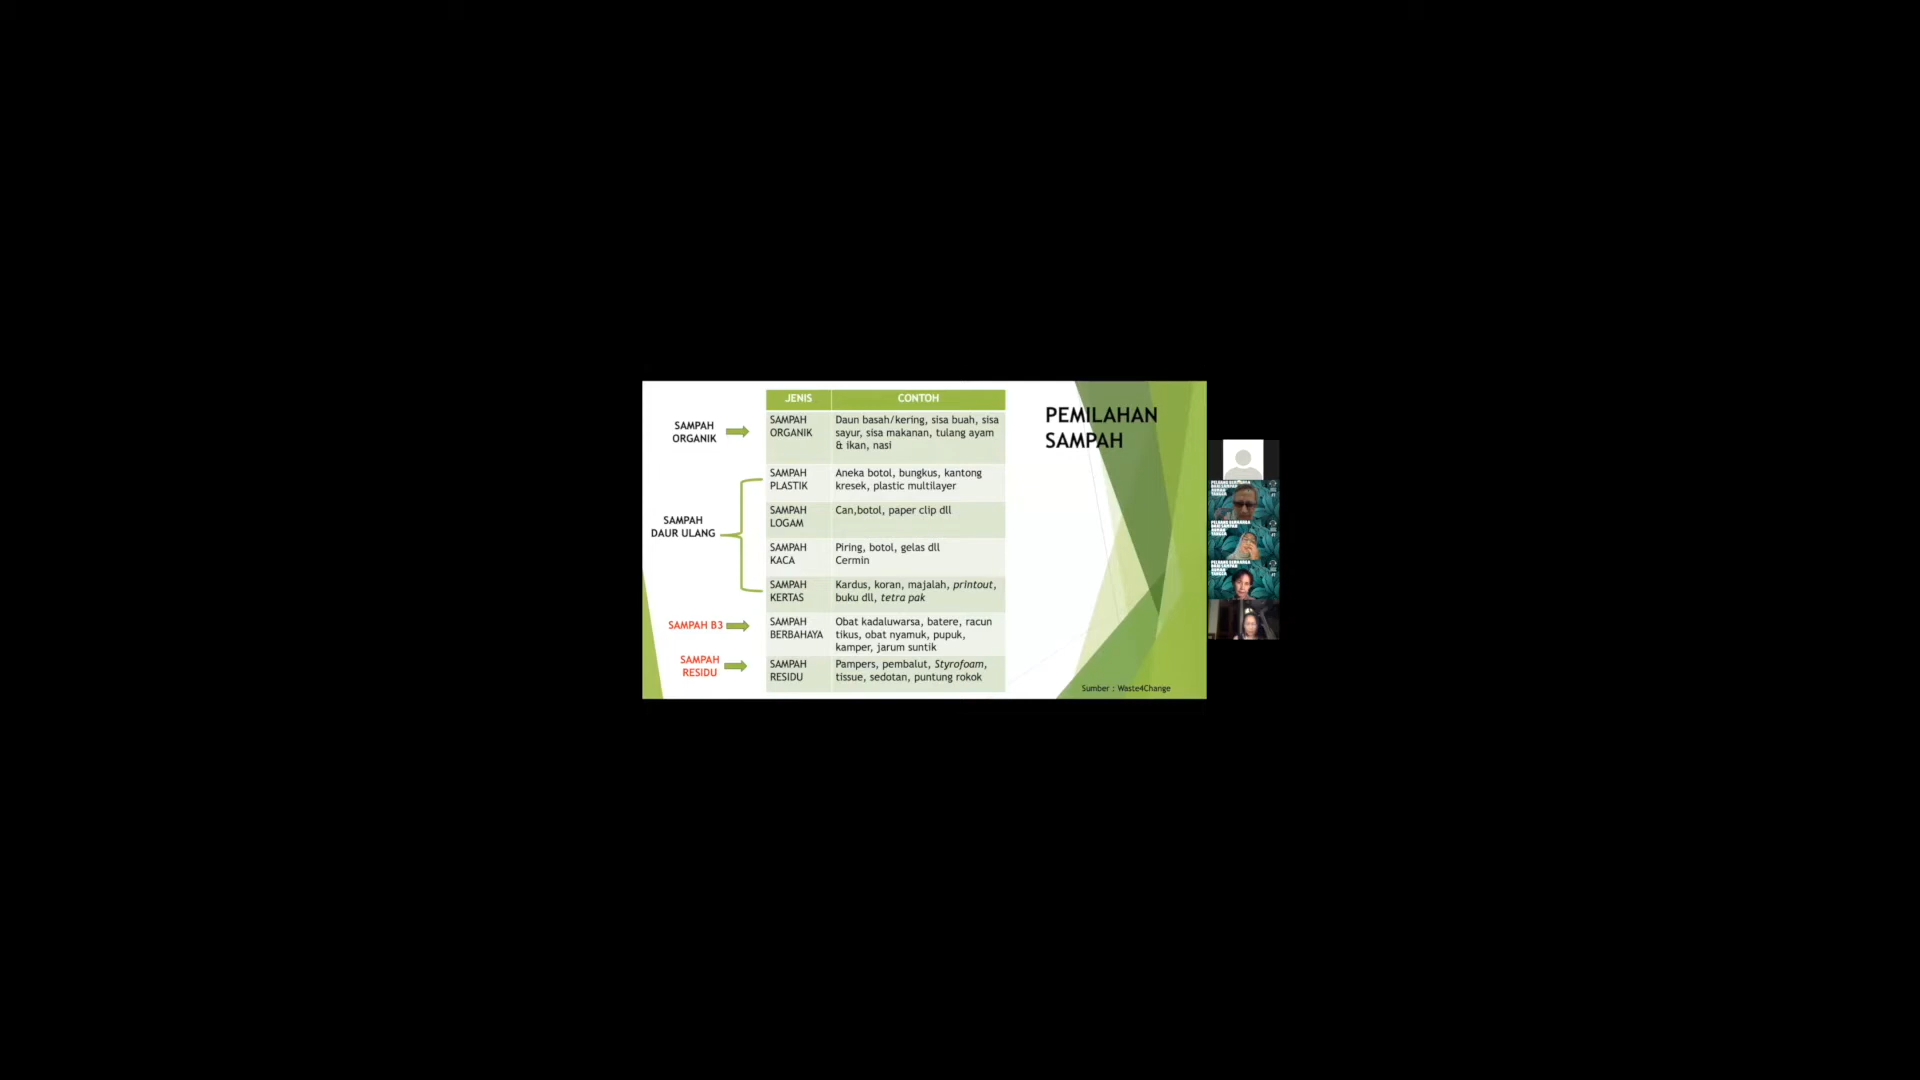 PEMILAHAN
SAMPAH
JENIS
CONTOH
SAMPAH
ORGANIK
SAMPAH
ORGANIK
Daun basah/kering, sisa buah, sisa
sayur, sisa makanan, tulang ayam
& ikan, nasi
SAMPAH
DAUR ULANG
SAMPAH
PLASTIK
Aneka botol, bungkus, kantong
kresek, plastic multilayer
SAMPAH
LOGAM
Can,botol, paper clip dll
SAMPAH
KACA
Piring, botol, gelas dll
Cermin
SAMPAH
KERTAS
Kardus, koran, majalah, printout,
buku dll, tetra pak
SAMPAH B3
SAMPAH
BERBAHAYA
Obat kadaluwarsa, batere, racun
tikus, obat nyamuk, pupuk,
kamper, jarum suntik
SAMPAH
RESIDU
SAMPAH
RESIDU
Pampers, pembalut, Styrofoam,
tissue, sedotan, puntung rokok
Sumber : Waste4Change